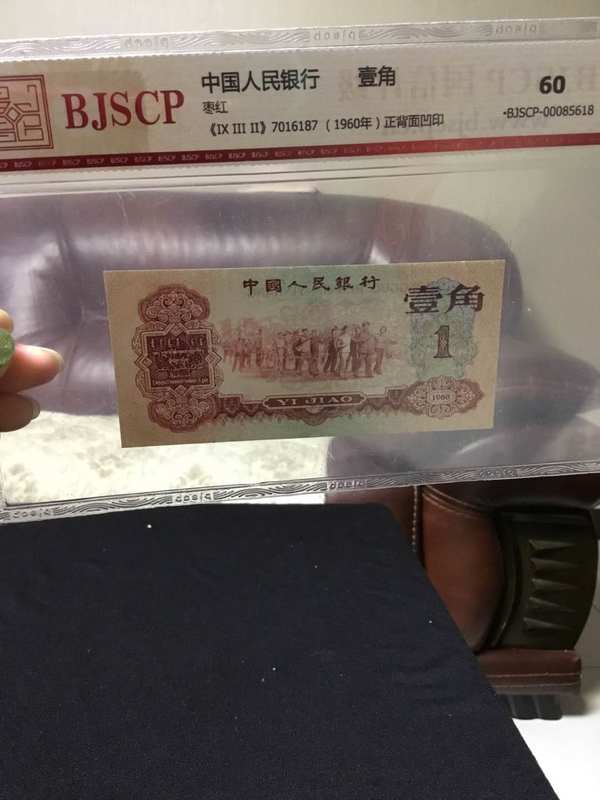 BJSCP
中国人民银行 壹角
枣红
《IX III II》7016187 （1960年）正背面凹印
60
-BJSCP-00085618
中國人民銀行
壹角
1
YI JIAO
1960